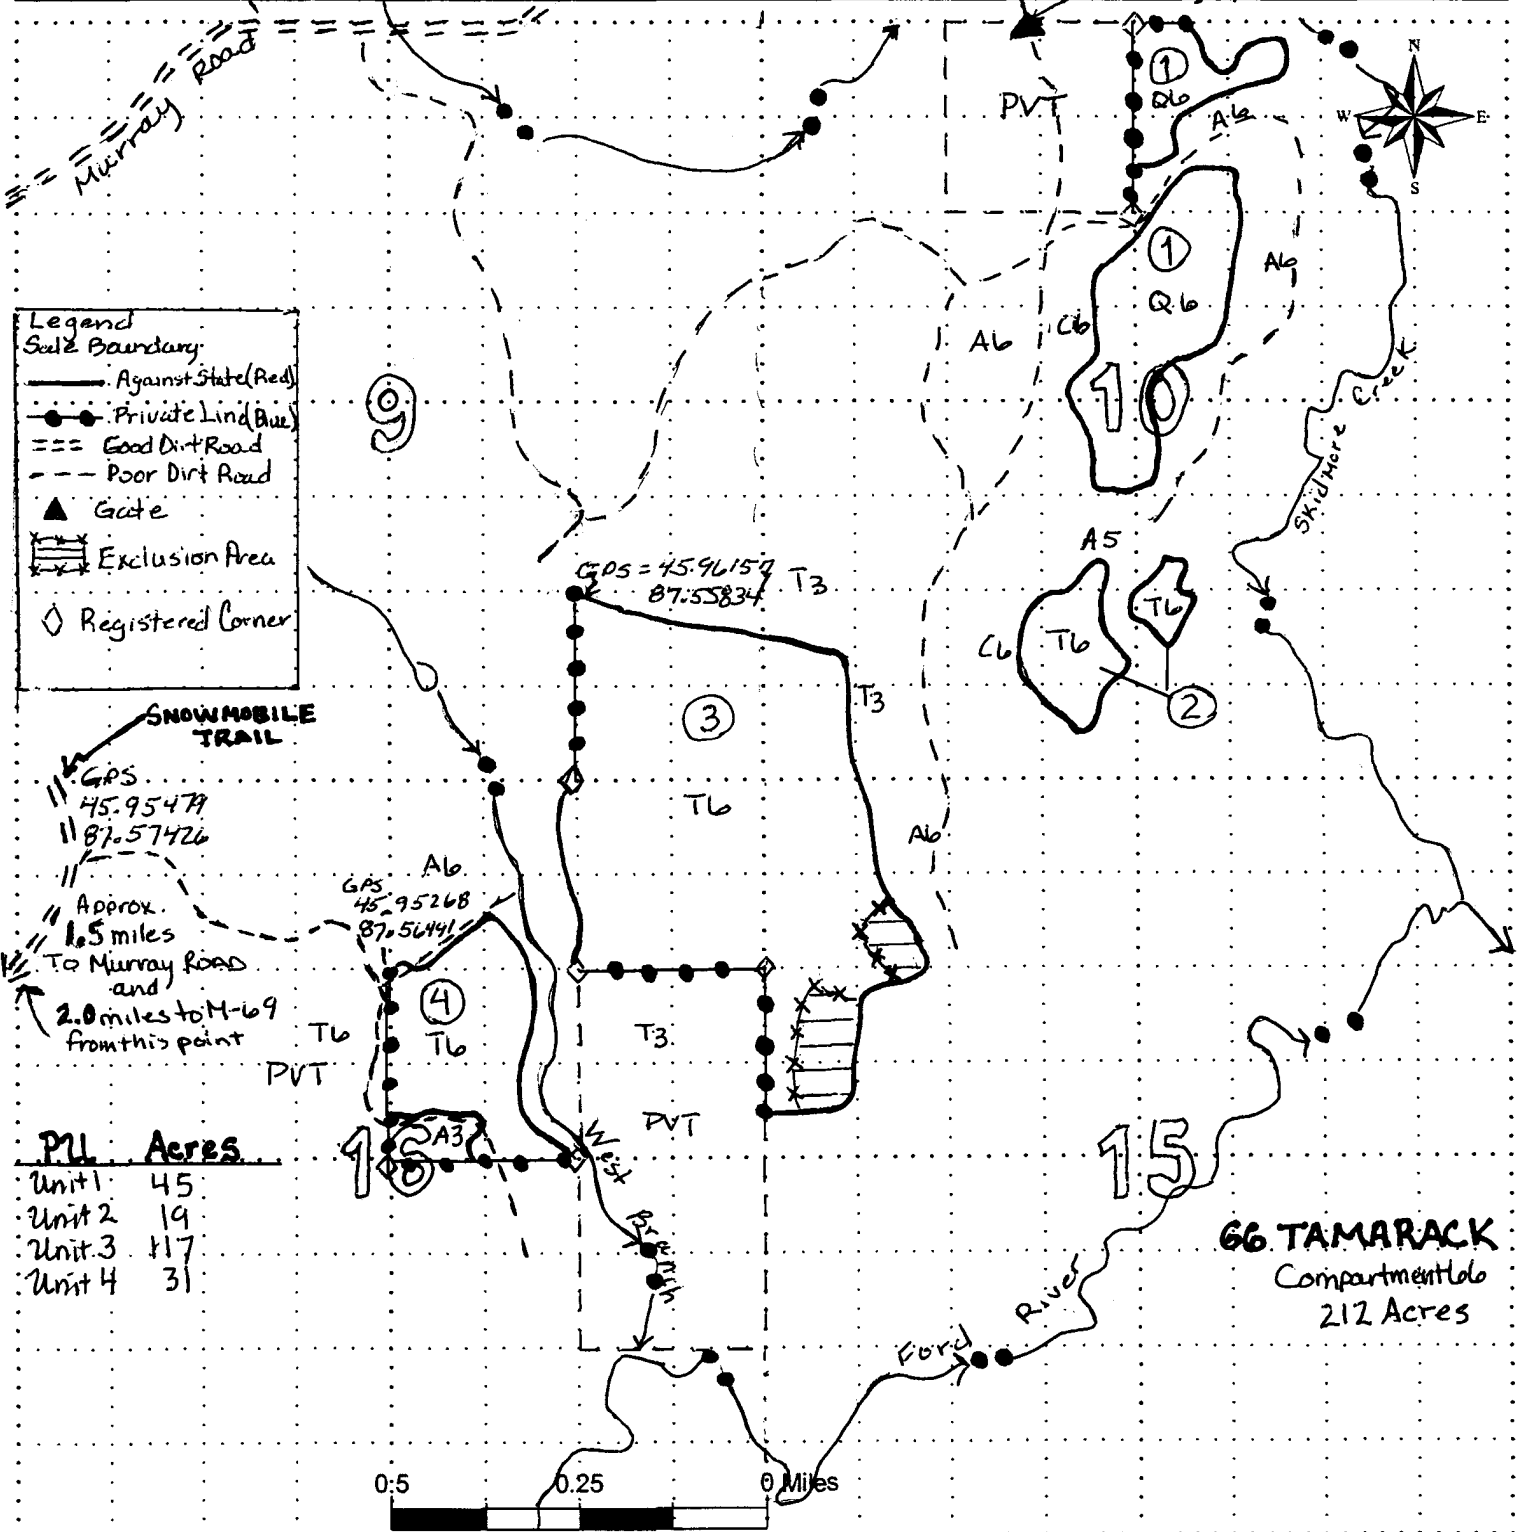 Murray Road
PVT
1
Q6
A6
N
W
E
S
1
Q6
A6
C6
A6
10
9
Skidmore Creek
Legend
Sale Boundary
Against State (Red)
Private Lind (Blue)
Good Dirt Road
Poor Dirt Road
Gate
Exclusion Area
Registered Corner
GPS = 45.96157
87.55834
T3
A5
T6
C6
T6
2
T3
3
T6
A6
SNOWMOBILE
TRAIL
GPS
45.95479
87.57426
Approx.
1.5 miles
To Murray ROAD
and
2.0 miles to M-69
from this point
A6
GPS
45.95268
87.56441
4
T6
T6
PVT
T3
PVT
A3
16
15
West Branch
P.U. Acres
Unit 1 45
Unit 2 19
Unit 3 117
Unit 4 31
66 TAMARACK
Compartment 66
212 Acres
Ford River
0.5 0.25 0 Miles